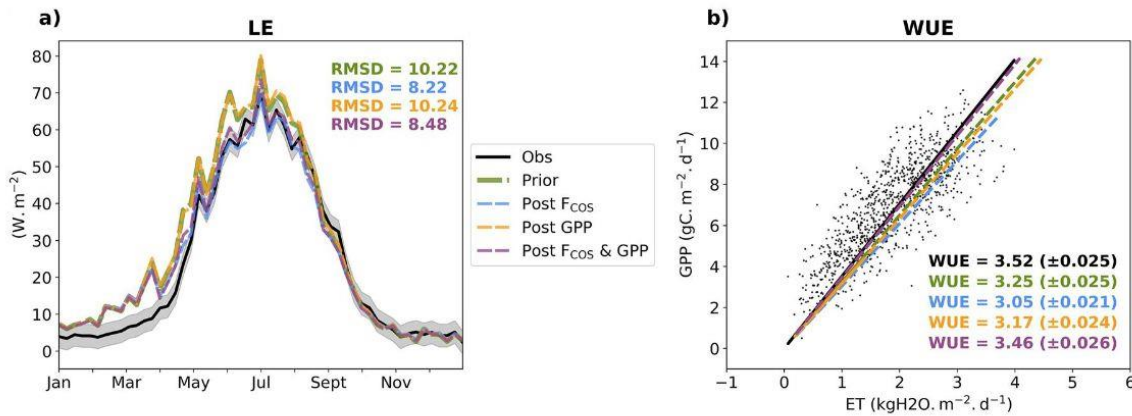 a)
LE
(W. m⁻²)
80
70
60
50
40
30
20
10
0
Jan
Mar
May
Jul
Sept
Nov
RMSD = 10.22
RMSD = 8.22
RMSD = 10.24
RMSD = 8.48
Obs
Prior
Post F_COS
Post GPP
Post F_COS & GPP
b)
WUE
GPP (gC. m⁻². d⁻¹)
14
12
10
8
6
4
2
0
WUE = 3.52 (±0.025)
WUE = 3.25 (±0.025)
WUE = 3.05 (±0.021)
WUE = 3.17 (±0.024)
WUE = 3.46 (±0.026)
−1
0
1
2
3
4
5
6
ET (kgH2O. m⁻². d⁻¹)